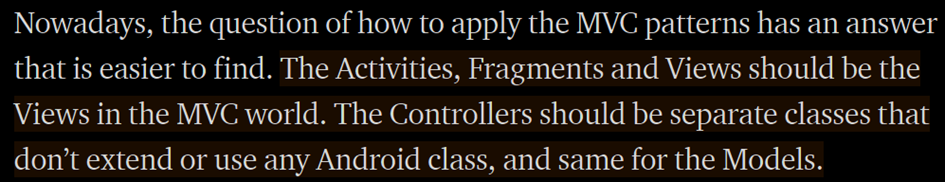 Nowadays, the question of how to apply the MVC patterns has an answer
that is easier to find. The Activities, Fragments and Views should be the
Views in the MVC world. The Controllers should be separate classes that
don’t extend or use any Android class, and same for the Models.